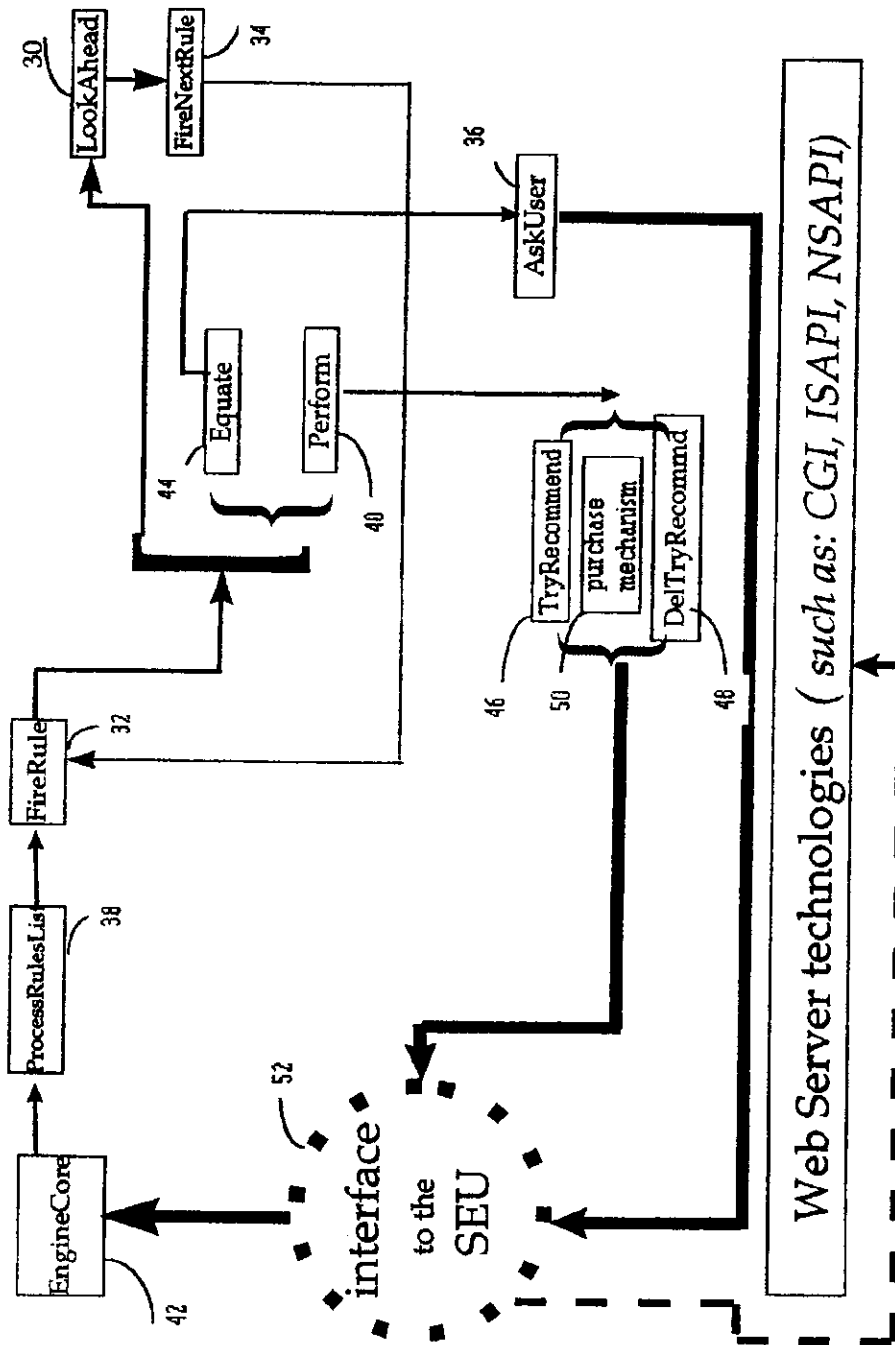 30
LookAhead
34
FireNextRule
FireRule
32
ProcessRulesList
38
EngineCore
42
44
Equate
Perform
40
AskUser
36
46
TryRecommend
50
purchase
mechanism
DelTryRecommd
48
52
interface
to the
SEU
Web Server technologies ( such as: CGI, ISAPI, NSAPI)